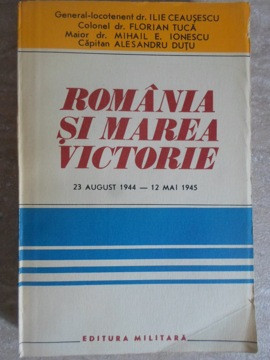 General-locotenent dr. ILIE CEAUȘESCU
Colonel dr. FLORIAN TUCĂ
Maior dr. MIHAIL E. IONESCU
Căpitan ALESANDRU DUȚU
ROMÂNIA
ȘI MAREA
VICTORIE
23 AUGUST 1944 — 12 MAI 1945
EDITURA MILITARĂ